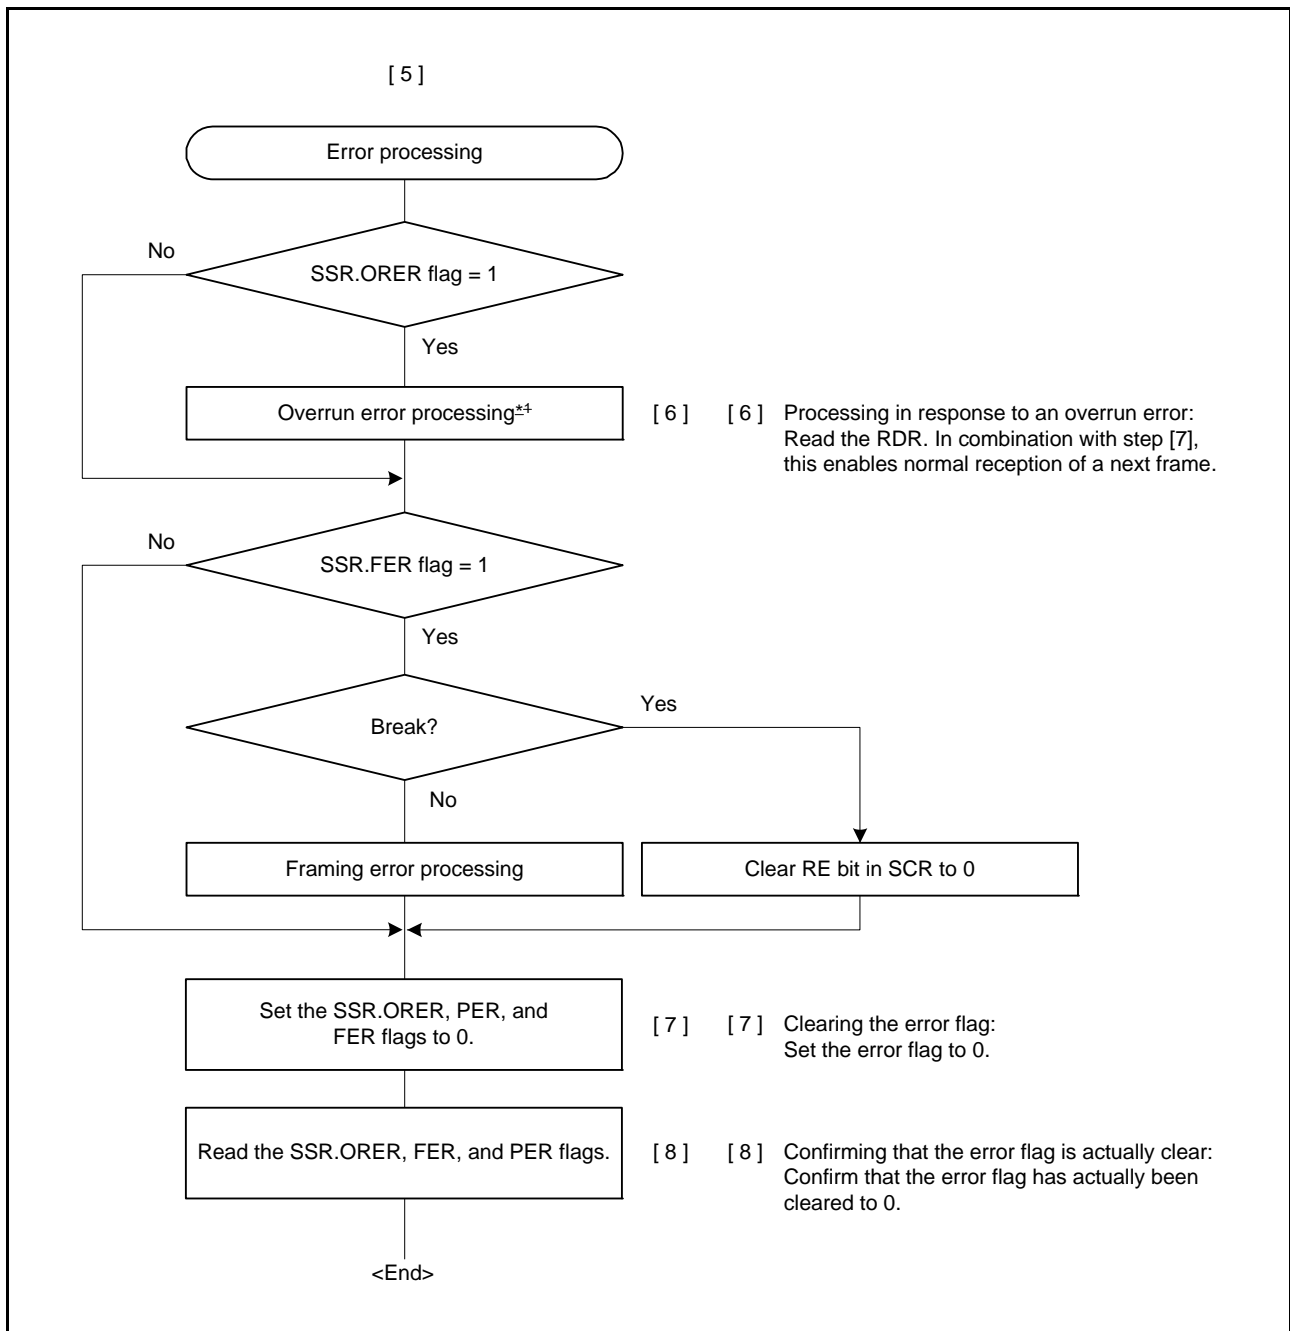 [ 5 ]
Error processing
No
SSR.ORER flag = 1
Yes
Overrun error processing*1
[ 6 ]
[ 6 ] Processing in response to an overrun error:
Read the RDR. In combination with step [7],
this enables normal reception of a next frame.
No
SSR.FER flag = 1
Yes
Break?
Yes
No
Framing error processing
Clear RE bit in SCR to 0
Set the SSR.ORER, PER, and
FER flags to 0.
[ 7 ]
[ 7 ] Clearing the error flag:
Set the error flag to 0.
Read the SSR.ORER, FER, and PER flags.
[ 8 ]
[ 8 ] Confirming that the error flag is actually clear:
Confirm that the error flag has actually been
cleared to 0.
<End>